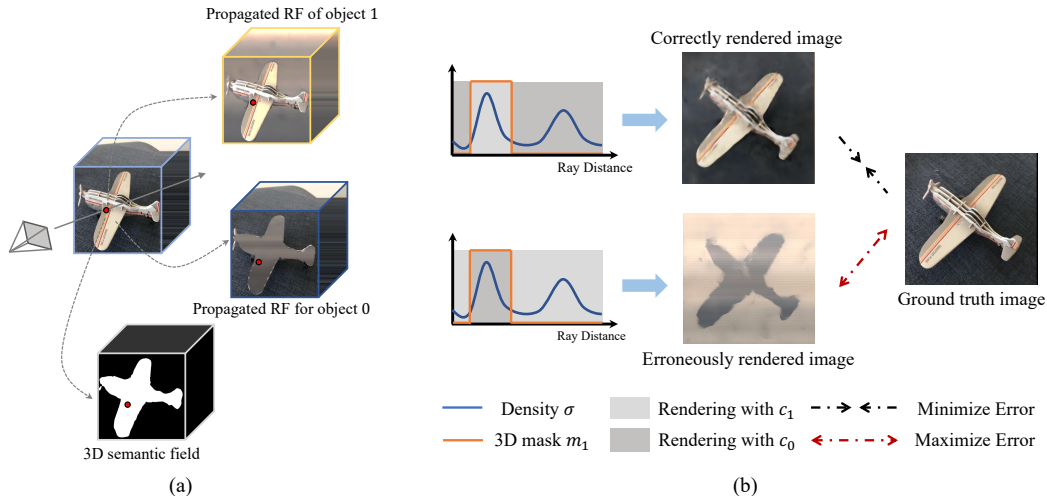 Propagated RF of object 1
Propagated RF for object 0
3D semantic field
(a)
Correctly rendered image
Ray Distance
Ground truth image
Ray Distance
Erroneously rendered image
Density σ
Rendering with c₁
Minimize Error
3D mask m₁
Rendering with c₀
Maximize Error
(b)